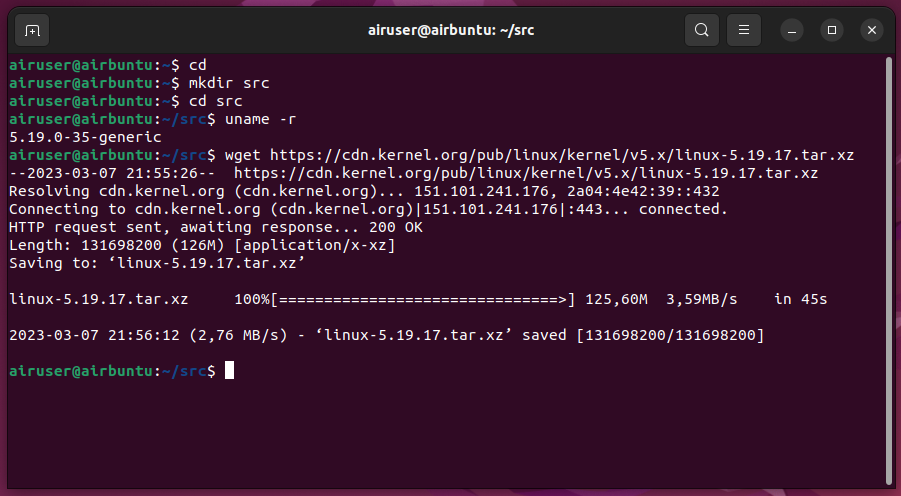 airuser@airbuntu: ~/src
airuser@airbuntu:~$ cd
airuser@airbuntu:~$ mkdir src
airuser@airbuntu:~$ cd src
airuser@airbuntu:~/src$ uname -r
5.19.0-35-generic
airuser@airbuntu:~/src$ wget https://cdn.kernel.org/pub/linux/kernel/v5.x/linux-5.19.17.tar.xz
--2023-03-07 21:55:26--  https://cdn.kernel.org/pub/linux/kernel/v5.x/linux-5.19.17.tar.xz
Resolving cdn.kernel.org (cdn.kernel.org)... 151.101.241.176, 2a04:4e42:39::432
Connecting to cdn.kernel.org (cdn.kernel.org)|151.101.241.176|:443... connected.
HTTP request sent, awaiting response... 200 OK
Length: 131698200 (126M) [application/x-xz]
Saving to: ‘linux-5.19.17.tar.xz’
linux-5.19.17.tar.xz     100%[===============================>] 125,60M  3,59MB/s    in 45s
2023-03-07 21:56:12 (2,76 MB/s) - ‘linux-5.19.17.tar.xz’ saved [131698200/131698200]
airuser@airbuntu:~/src$